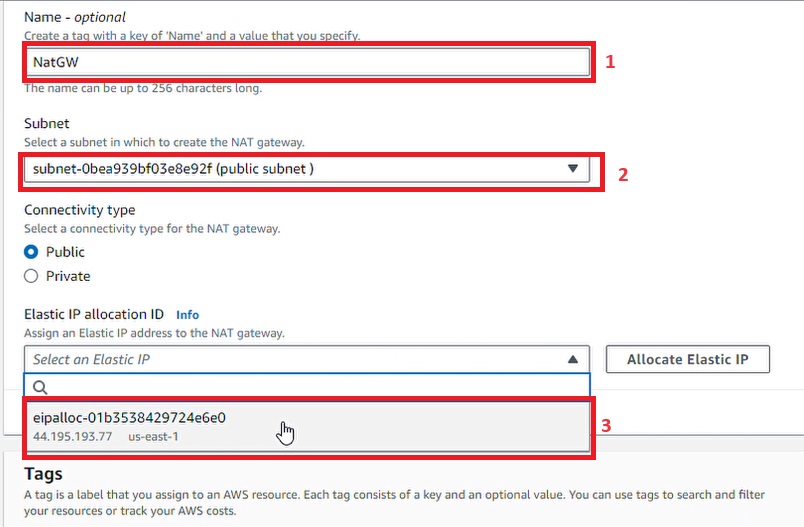 Name - optional
Create a tag with a key of 'Name' and a value that you specify.
NatGW
1
The name can be up to 256 characters long.
Subnet
Select a subnet in which to create the NAT gateway.
subnet-0bea939bf03e8e92f (public subnet )
2
Connectivity type
Select a connectivity type for the NAT gateway.
Public
Private
Elastic IP allocation ID Info
Assign an Elastic IP address to the NAT gateway.
Select an Elastic IP
Allocate Elastic IP
eipalloc-01b3538429724e6e0
44.195.193.77 us-east-1
3
Tags
A tag is a label that you assign to an AWS resource. Each tag consists of a key and an optional value. You can use tags to search and filter
your resources or track your AWS costs.